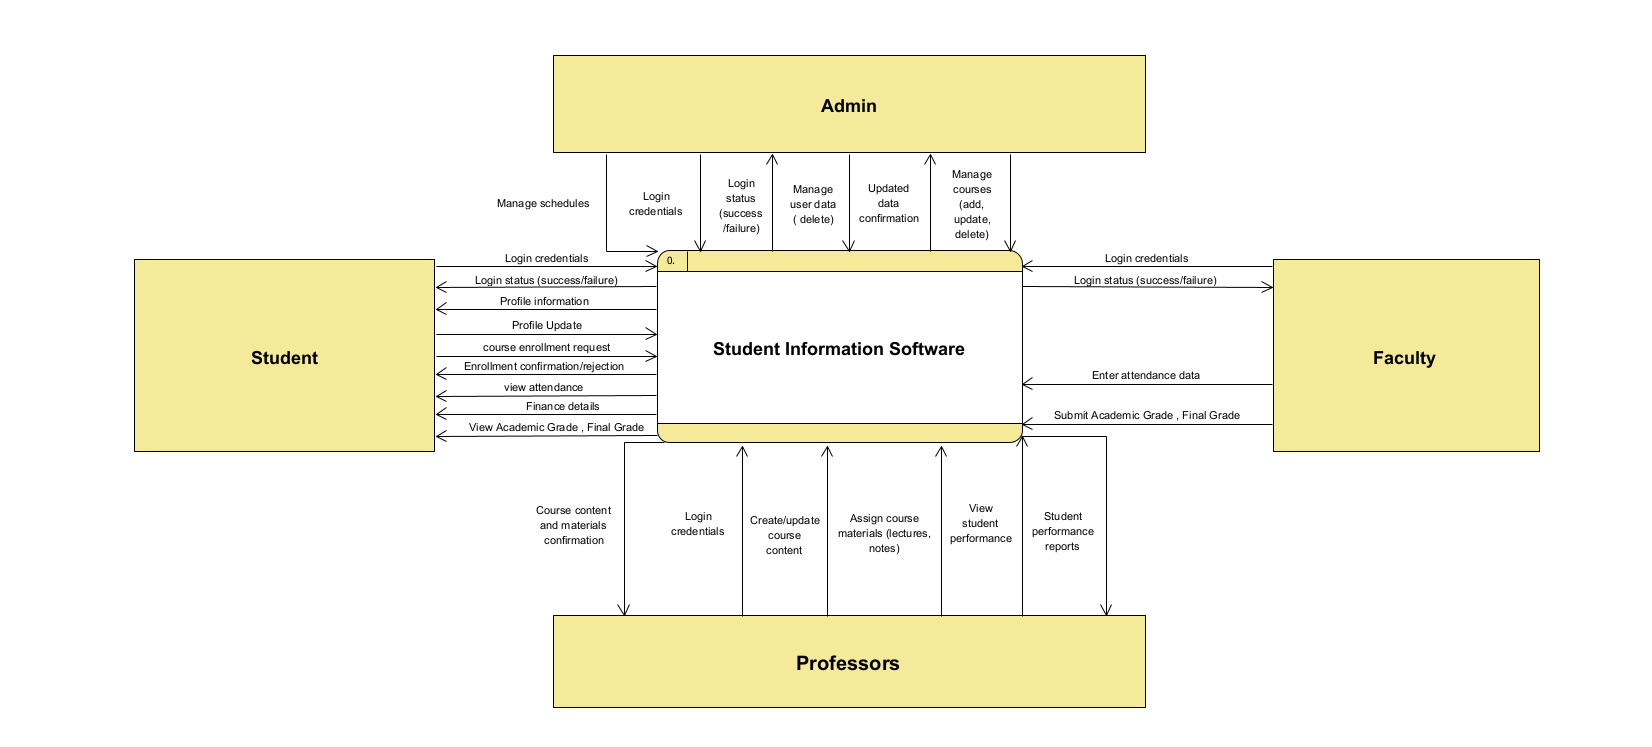 Admin
Manage schedules
Login
credentials
Login
status
(success
/failure)
Manage
user data
( delete)
Updated
data
confirmation
Manage
courses
(add,
update,
delete)
Login credentials
Login status (success/failure)
Profile information
Profile Update
course enrollment request
Enrollment confirmation/rejection
view attendance
Finance details
View Academic Grade , Final Grade
Student
0.
Student Information Software
Login credentials
Login status (success/failure)
Enter attendance data
Submit Academic Grade , Final Grade
Faculty
Course content
and materials
confirmation
Login
credentials
Create/update
course
content
Assign course
materials (lectures,
notes)
View
student
performance
Student
performance
reports
Professors